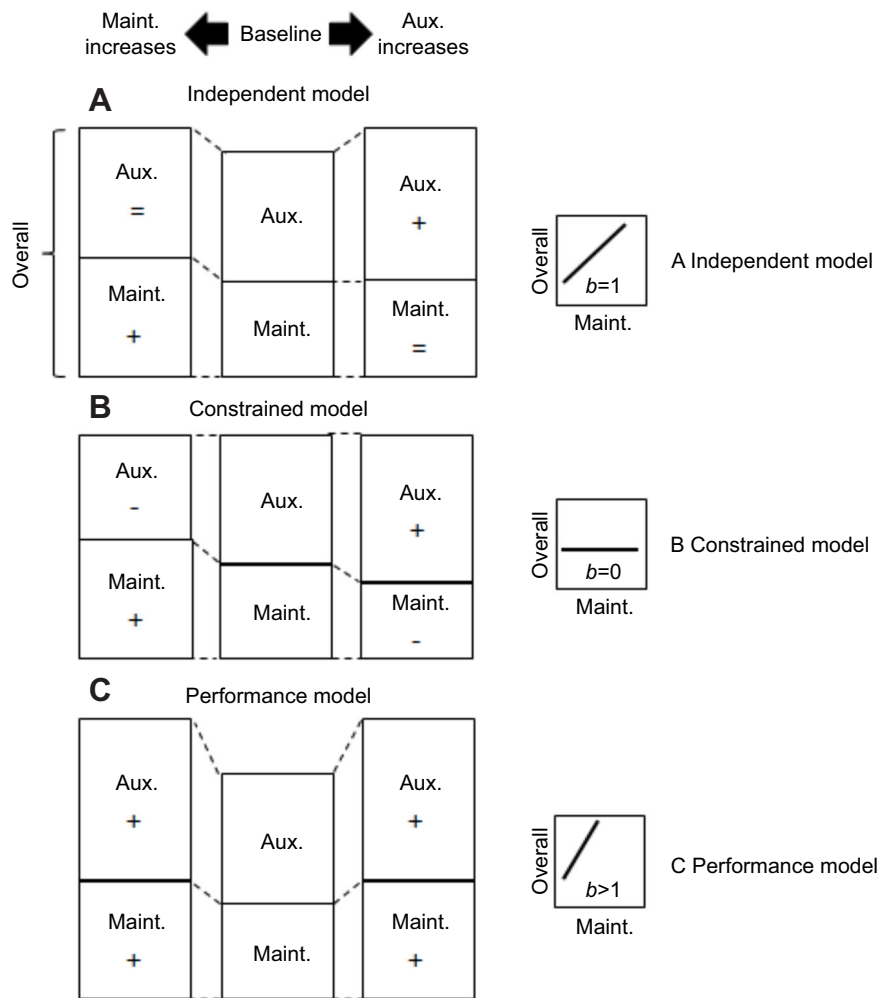 Maint.
increases
Baseline
Aux.
increases
A
Independent model
Overall
Aux.
=
Maint.
+
Aux.
Maint.
Aux.
+
Maint.
=
Overall
b=1
Maint.
A Independent model
B
Constrained model
Aux.
-
Maint.
+
Aux.
Maint.
Aux.
+
Maint.
-
Overall
b=0
Maint.
B Constrained model
C
Performance model
Aux.
+
Maint.
+
Aux.
Maint.
Aux.
+
Maint.
+
Overall
b>1
Maint.
C Performance model